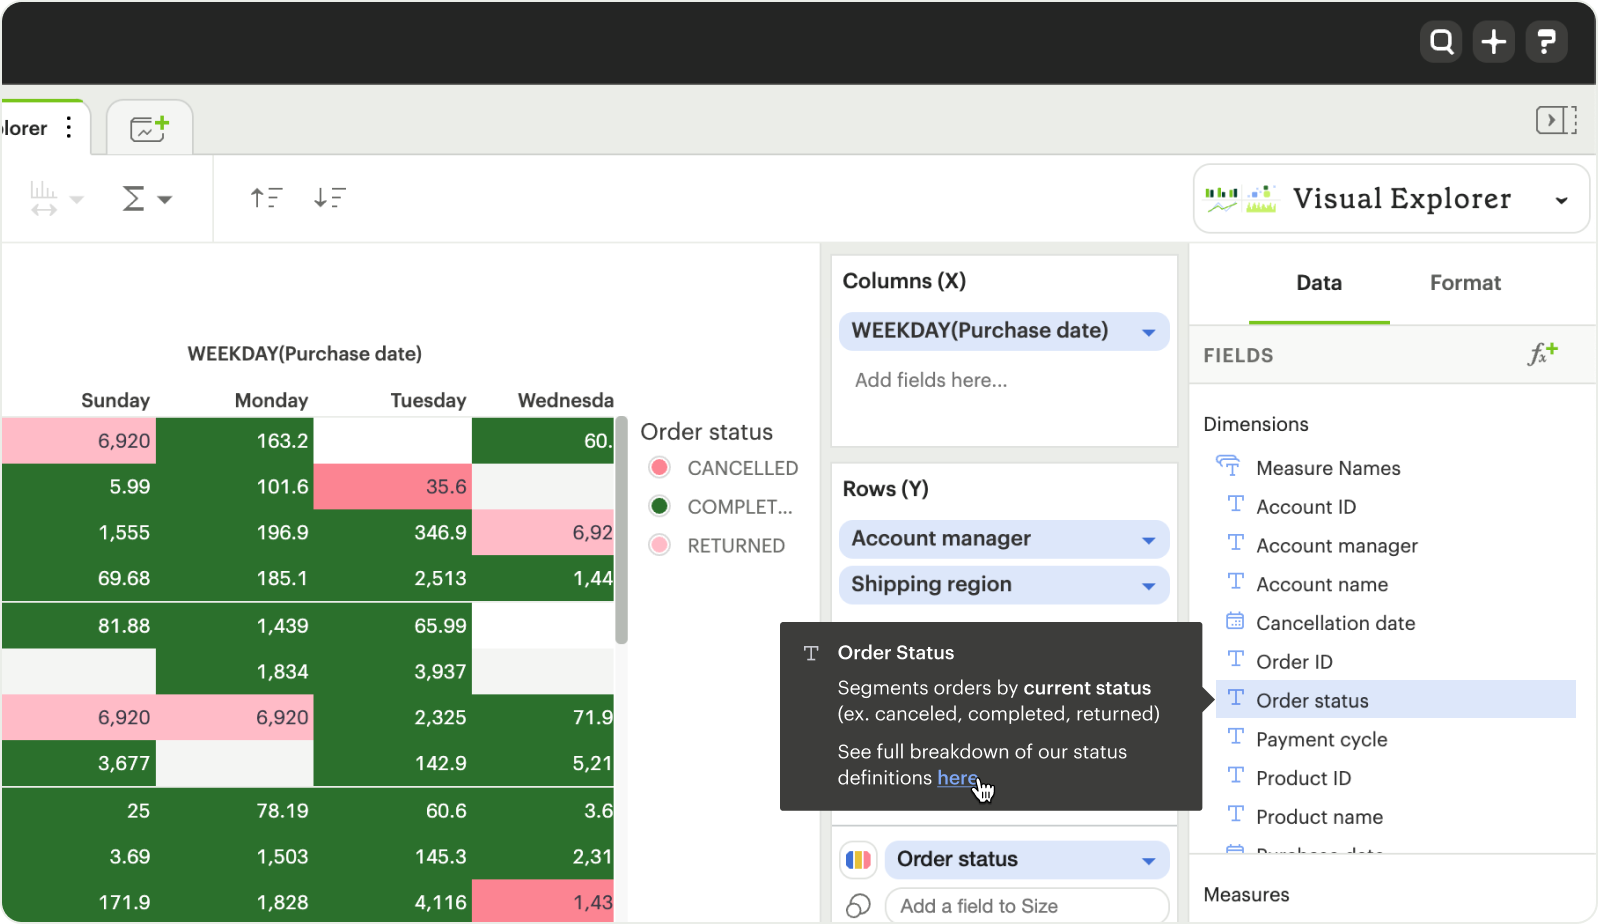 lorer
Visual Explorer
Data Format
FIELDS
Columns (X)
WEEKDAY(Purchase date)
Add fields here...
Rows (Y)
Account manager
Shipping region
WEEKDAY(Purchase date)
Sunday Monday Tuesday Wednesda
6,920 163.2 60.
5.99 101.6 35.6
1,555 196.9 346.9 6,92
69.68 185.1 2,513 1,44
81.88 1,439 65.99
1,834 3,937
6,920 6,920 2,325 71.9
3,677 142.9 5,21
25 78.19 60.6 3.6
3.69 1,503 145.3 2,31
171.9 1,828 4,116 1,43
Order status
CANCELLED
COMPLET...
RETURNED
Order Status
Segments orders by current status
(ex. canceled, completed, returned)
See full breakdown of our status
definitions here
Order status
Add a field to Size
Dimensions
Measure Names
Account ID
Account manager
Account name
Cancellation date
Order ID
Order status
Payment cycle
Product ID
Product name
Purchase date
Measures